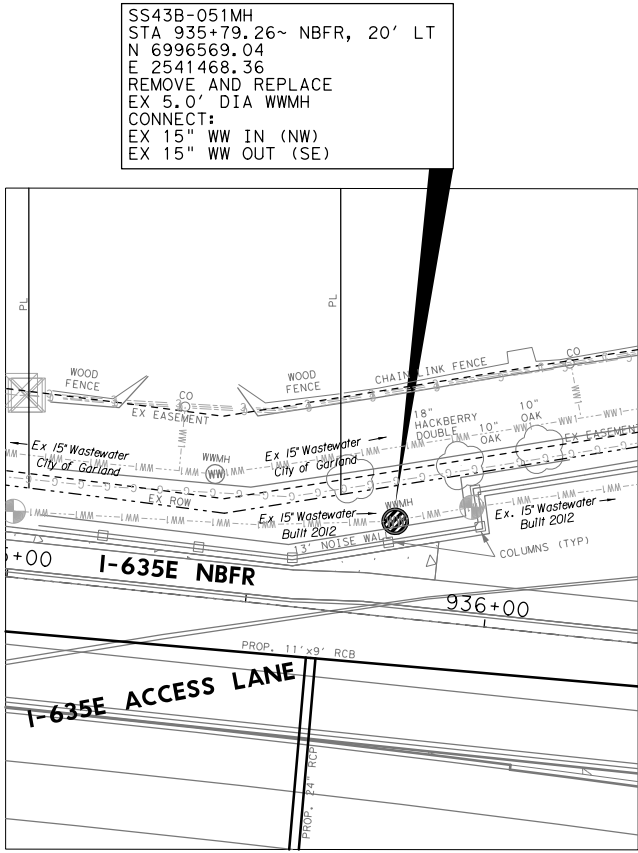 SS43B-051MH
STA 935+79.26~ NBFR, 20' LT
N 6996569.04
E 2541468.36
REMOVE AND REPLACE
EX 5.0' DIA WWMH
CONNECT:
EX 15" WW IN (NW)
EX 15" WW OUT (SE)
PL
PL
WOOD
FENCE
CO
EX EASEMENT
WOOD
FENCE
CHAIN LINK FENCE
CO
18"
HACKBERRY
DOUBLE
10"
OAK
10"
OAK
EX EASEMENT
Ex 15" Wastewater
City of Garland
WWMH
WW
Ex 15" Wastewater
City of Garland
EX ROW
Ex 15" Wastewater
Built 2012
WWMH
Ex. 15" Wastewater
Built 2012
13' NOISE WALL
COLUMNS (TYP)
5+00
I-635E NBFR
936+00
PROP. 11'x9' RCB
I-635E ACCESS LANE
PROP. 24" RCP